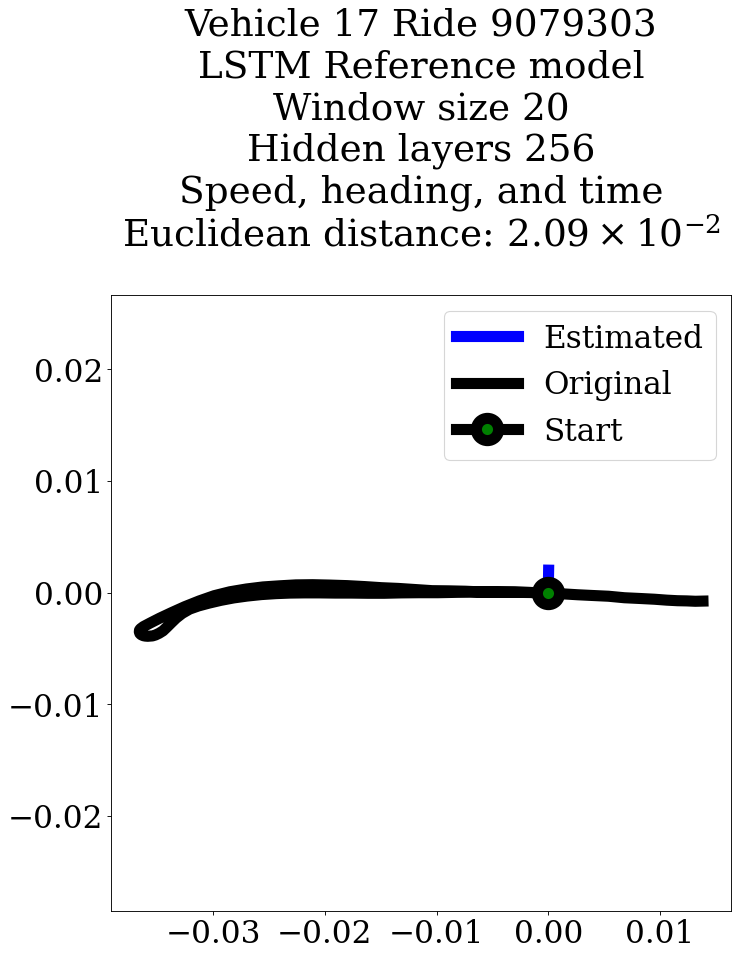 Vehicle 17 Ride 9079303
LSTM Reference model
Window size 20
Hidden layers 256
Speed, heading, and time
Euclidean distance: 2.09 × 10⁻²
Estimated
Original
Start
0.02
0.01
0.00
−0.01
−0.02
−0.03 −0.02 −0.01 0.00 0.01